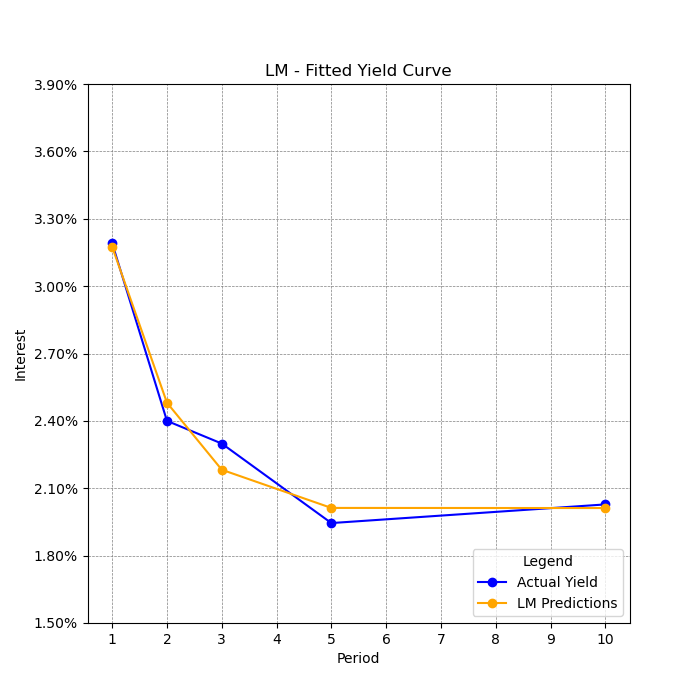 LM - Fitted Yield Curve
3.90%
3.60%
3.30%
3.00%
2.70%
2.40%
2.10%
1.80%
1.50%
Interest
1 2 3 4 5 6 7 8 9 10
Period
Legend
Actual Yield
LM Predictions